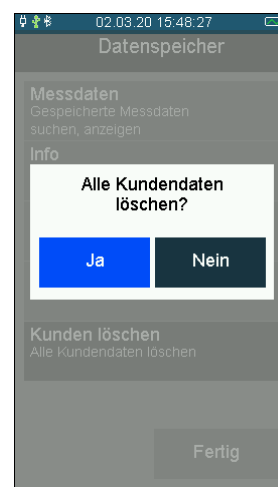 02.03.20 15:48:27
Datenspeicher
Messdaten
Gespeicherte Messdaten
suchen, anzeigen
Info
Alle Kundendaten
löschen?
Ja
Nein
Kunden löschen
Alle Kundendaten löschen
Fertig